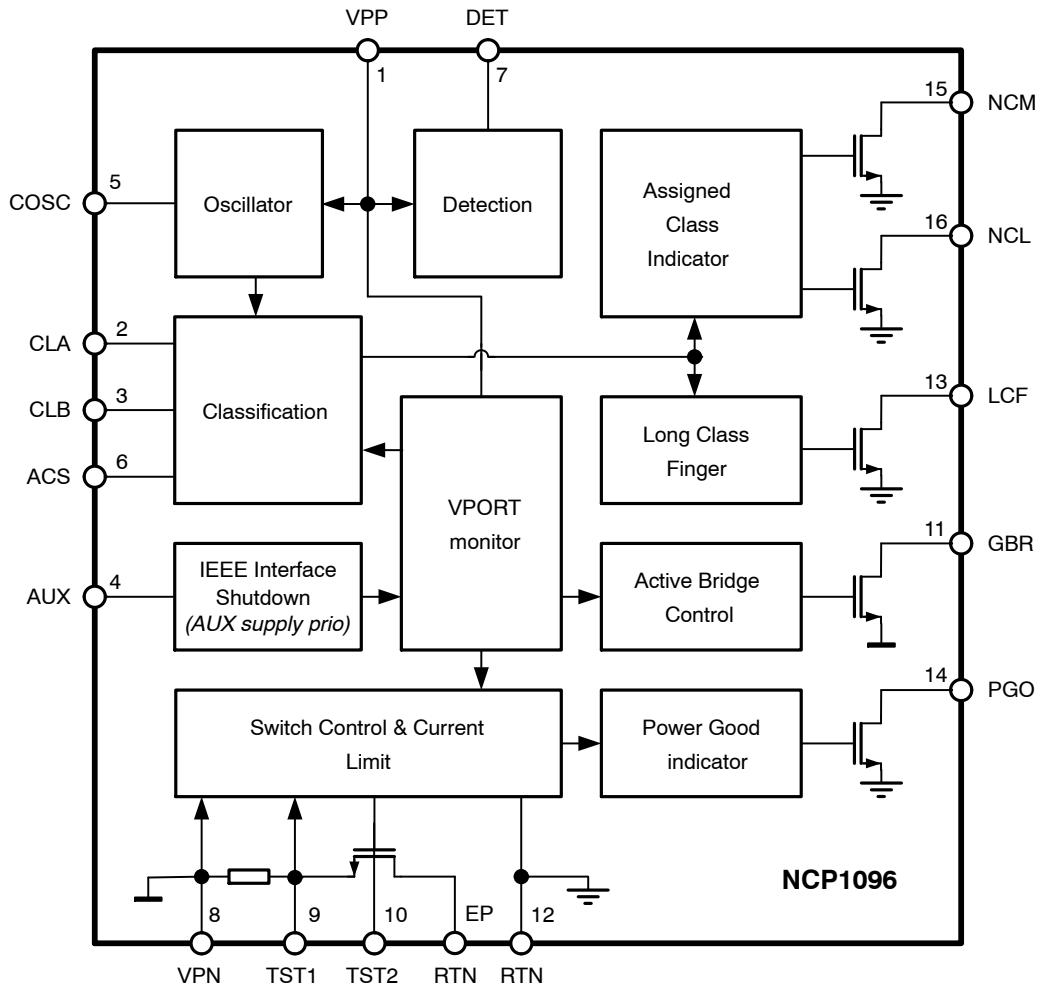 VPP
DET
1
7
15
NCM
5
COSC
Oscillator
Detection
Assigned
Class
Indicator
16
NCL
2
CLA
3
CLB
Classification
6
ACS
13
LCF
Long Class
Finger
VPORT
monitor
11
GBR
4
AUX
IEEE Interface
Shutdown
(AUX supply prio)
Active Bridge
Control
14
PGO
Switch Control & Current
Limit
Power Good
indicator
NCP1096
8
9
10
EP
12
VPN
TST1
TST2
RTN
RTN